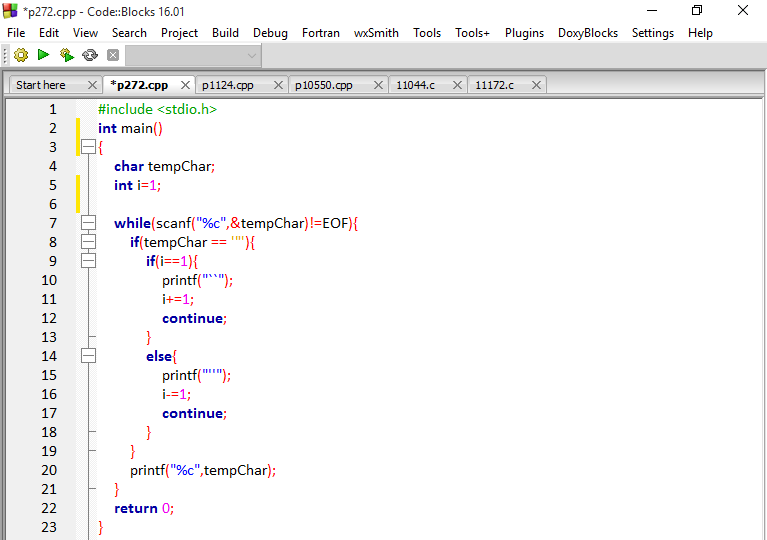 *p272.cpp - Code::Blocks 16.01
File Edit View Search Project Build Debug Fortran wxSmith Tools Tools+ Plugins DoxyBlocks Settings Help
Start here *p272.cpp p1124.cpp p10550.cpp 11044.c 11172.c
1 #include <stdio.h>
2 int main()
3 {
4 char tempChar;
5 int i=1;
6
7 while(scanf("%c",&tempChar)!=EOF){
8 if(tempChar == '"'){
9 if(i==1){
10 printf("``");
11 i+=1;
12 continue;
13 }
14 else{
15 printf("''");
16 i-=1;
17 continue;
18 }
19 }
20 printf("%c",tempChar);
21 }
22 return 0;
23 }